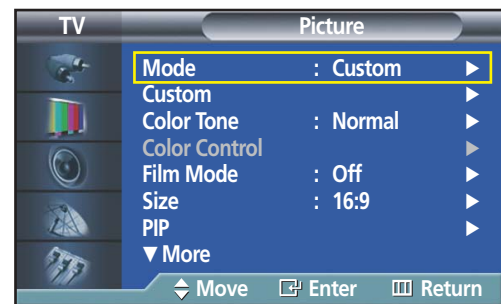 TV Picture
Mode : Custom ▶
Custom ▶
Color Tone : Normal ▶
Color Control ▶
Film Mode : Off ▶
Size : 16:9 ▶
PIP ▶
▼ More
Move Enter Return